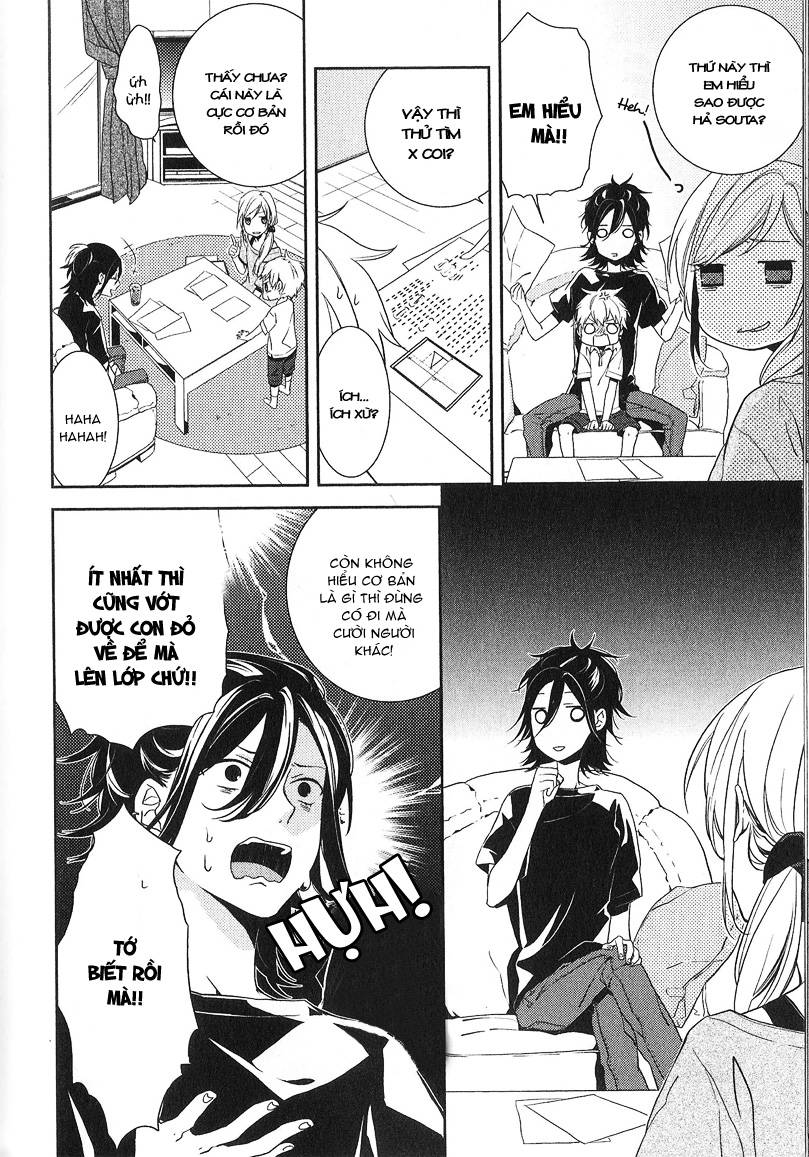 THỨ NÀY THÌ
EM HIỂU
SAO ĐƯỢC
HẢ SOUTA?
Heh!
EM HIỂU
MÀ!!
VẬY THÌ
THỬ TÌM
X COI?
ÍCH...
ÍCH XỪ?
THẤY CHƯA?
CÁI NÀY LÀ
CỰC CƠ BẢN
RỒI ĐÓ
ừh
ừh!!
HAHA
HAHAH!
CÒN KHÔNG
HIỂU CƠ BẢN
LÀ GÌ THÌ ĐỪNG
CÓ ĐI MÀ
CƯỜI NGƯỜI
KHÁC!
ÍT NHẤT THÌ
CŨNG VỚT
ĐƯỢC CON ĐỎ
VỀ ĐỂ MÀ
LÊN LỚP CHỨ!!
HỰH!
TỚ
BIẾT RỒI
MÀ!!